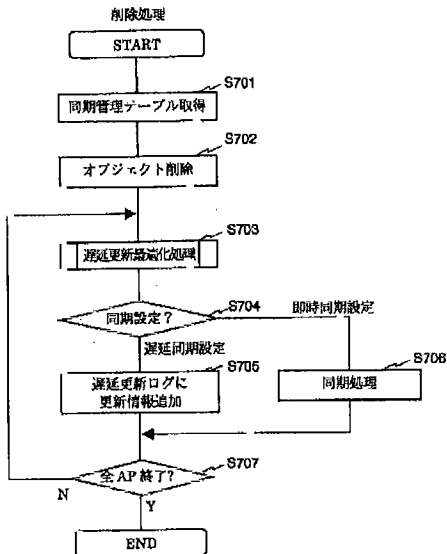 削除処理
START
S701
同期管理テーブル取得
S702
オブジェクト削除
S703
遅延更新最適化処理
S704
同期設定?
即時同期設定
遅延同期設定
S705
遅延更新ログに
更新情報追加
S706
同期処理
S707
全AP終了?
N
Y
END